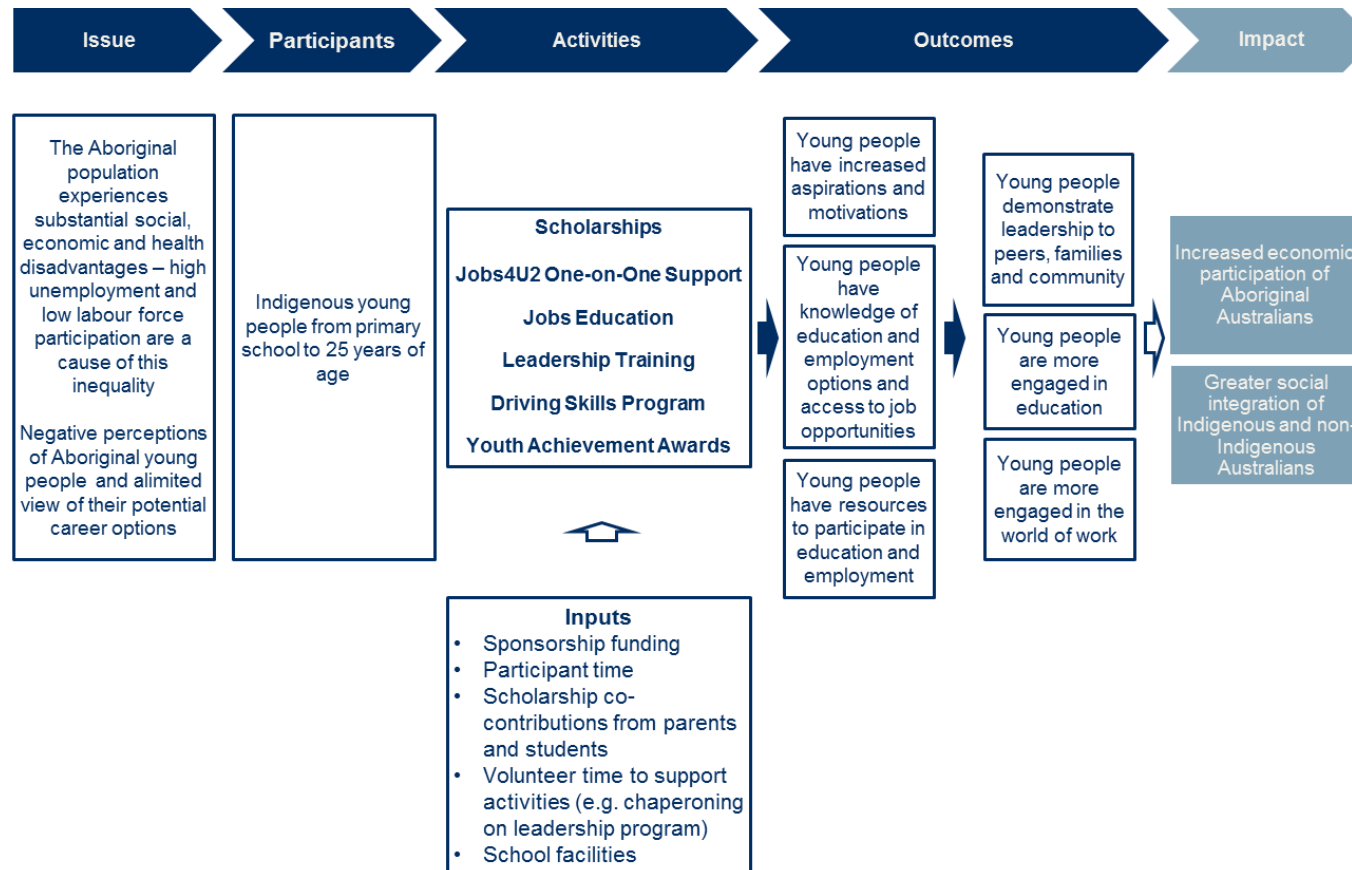 Issue
Participants
Activities
Outcomes
Impact
The Aboriginal
population
experiences
substantial social,
economic and health
disadvantages – high
unemployment and
low labour force
participation are a
cause of this
inequality
Negative perceptions
of Aboriginal young
people and alimited
view of their potential
career options
Indigenous young
people from primary
school to 25 years of
age
Scholarships
Jobs4U2 One-on-One Support
Jobs Education
Leadership Training
Driving Skills Program
Youth Achievement Awards
Inputs
• Sponsorship funding
• Participant time
• Scholarship co-
contributions from parents
and students
• Volunteer time to support
activities (e.g. chaperoning
on leadership program)
• School facilities
Young people
have increased
aspirations and
motivations
Young people
have
knowledge of
education and
employment
options and
access to job
opportunities
Young people
have resources
to participate in
education and
employment
Young people
demonstrate
leadership to
peers, families
and community
Young people
are more
engaged in
education
Young people
are more
engaged in the
world of work
Increased economic
participation of
Aboriginal
Australians
Greater social
integration of
Indigenous and non-
Indigenous
Australians